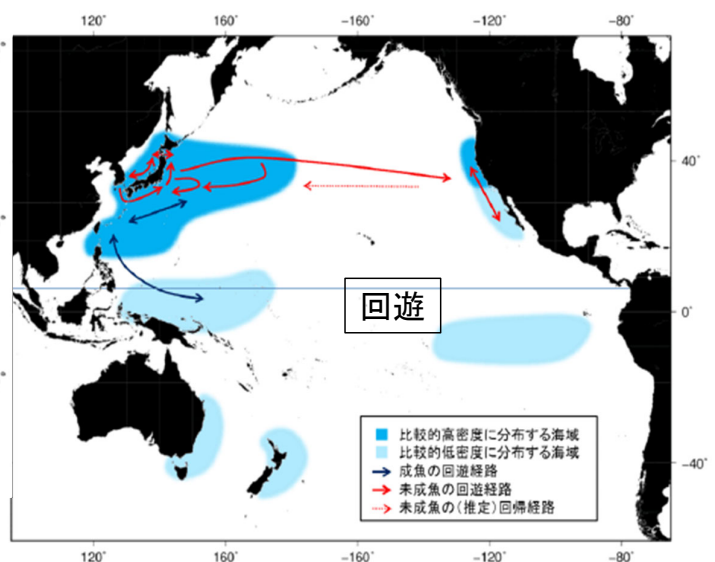 120° 160° -160° -120° -80°
40°
回遊
0°
比較的高密度に分布する海域
比較的低密度に分布する海域
成魚の回遊経路
未成魚の回遊経路
未成魚の(推定)回帰経路
-40°
120° 160° -160° -120° -80°